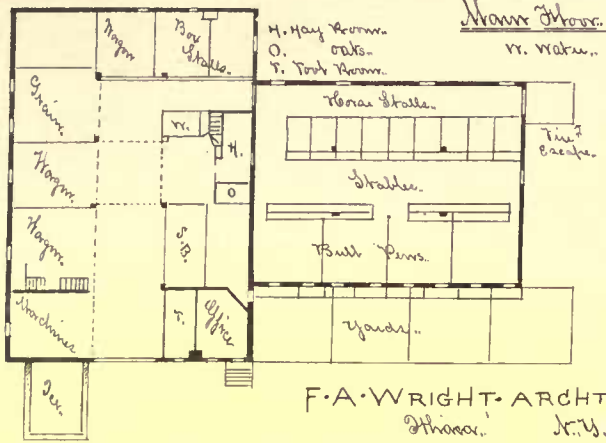 Main Floor.
H. Hay Room.
O. oats.
T. Tool Room.
W. Water.
Wagon
Box Stalls.
Grain.
Wagon.
Wagon.
Machines
Ice.
W.
H.
O
S.B.
T.
Office
Horse Stalls.
Stables.
Bull Pens.
Yards.
Fire Escape.
F·A·WRIGHT·ARCHT
Ithaca. N.Y.